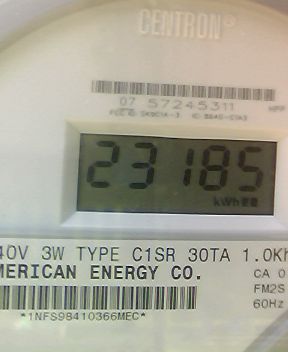 CENTRON®
07 57245311
23185
kWh
40V 3W TYPE C1SR 30TA 1.0Kh
MERICAN ENERGY CO.
CA 0
FM2S
60Hz
*1NFS98410366MEC*